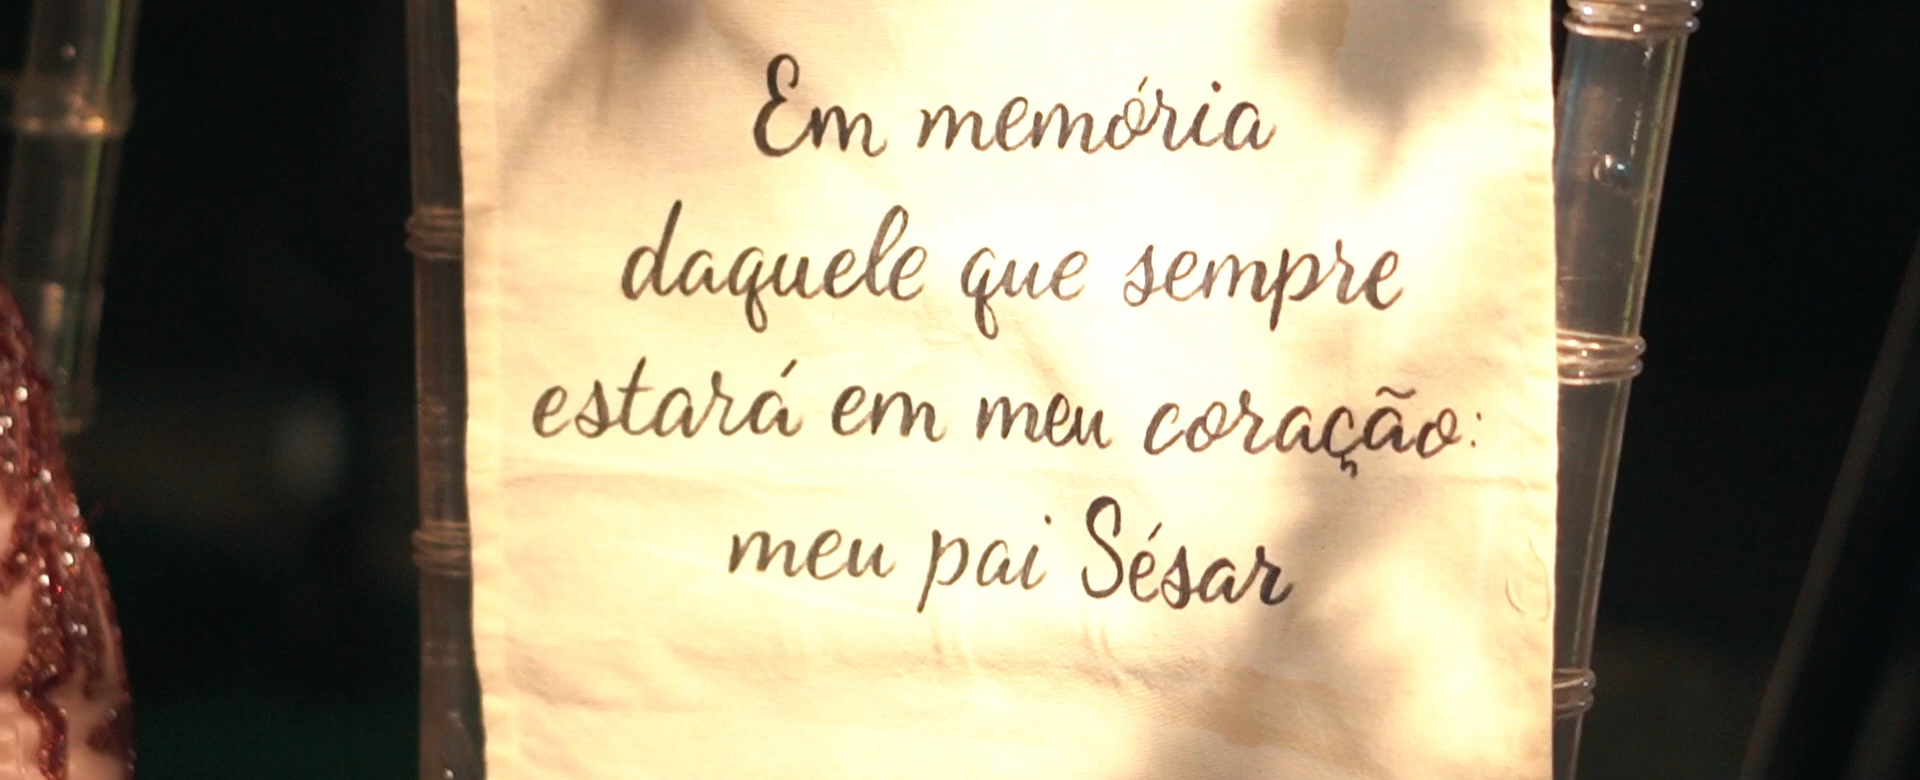 Em memória
daquele que sempre
estará em meu coração:
meu pai Sésar